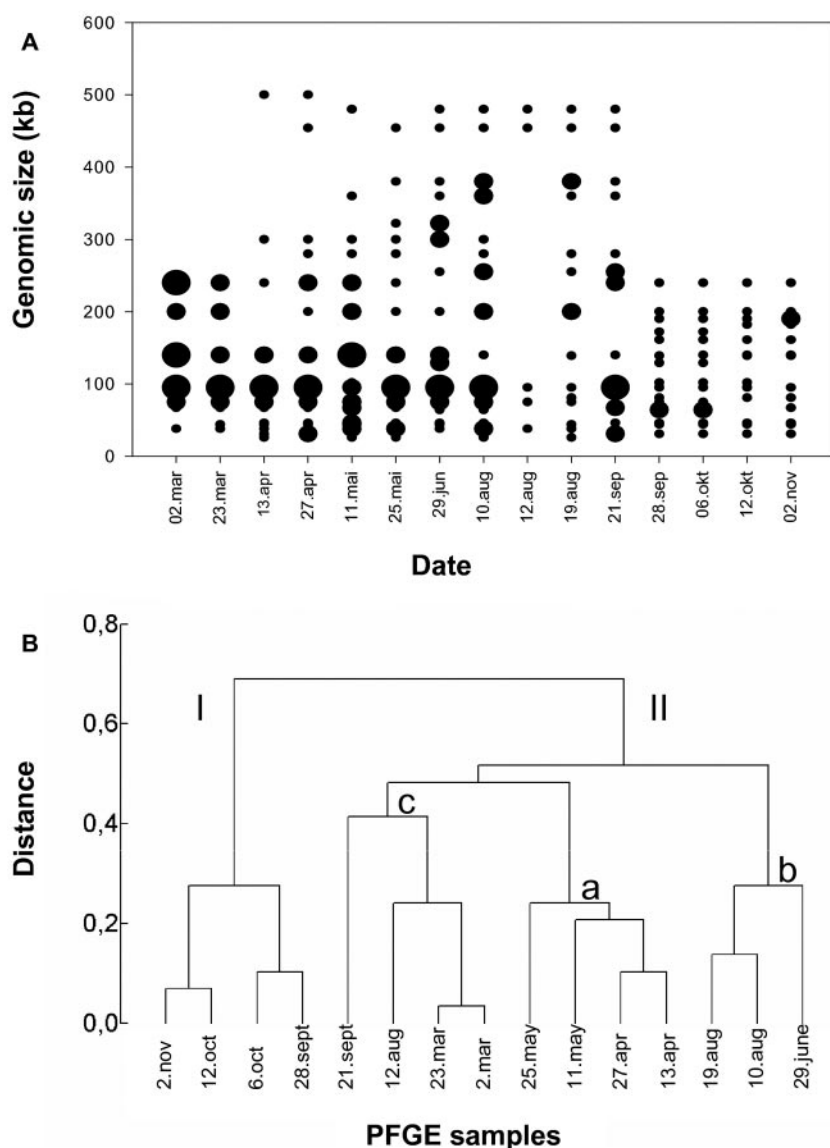 A
Genomic size (kb)
600
500
400
300
200
100
0
02.mar
23.mar
13.apr
27.apr
11.mai
25.mai
29.jun
10.aug
12.aug
19.aug
21.sep
28.sep
06.okt
12.okt
02.nov
Date
B
Distance
0,8
0,6
0,4
0,2
0,0
I
II
c
a
b
2.nov
12.oct
6.oct
28.sept
21.sept
12.aug
23.mar
2.mar
25.may
11.may
27.apr
13.apr
19.aug
10.aug
29.june
PFGE samples